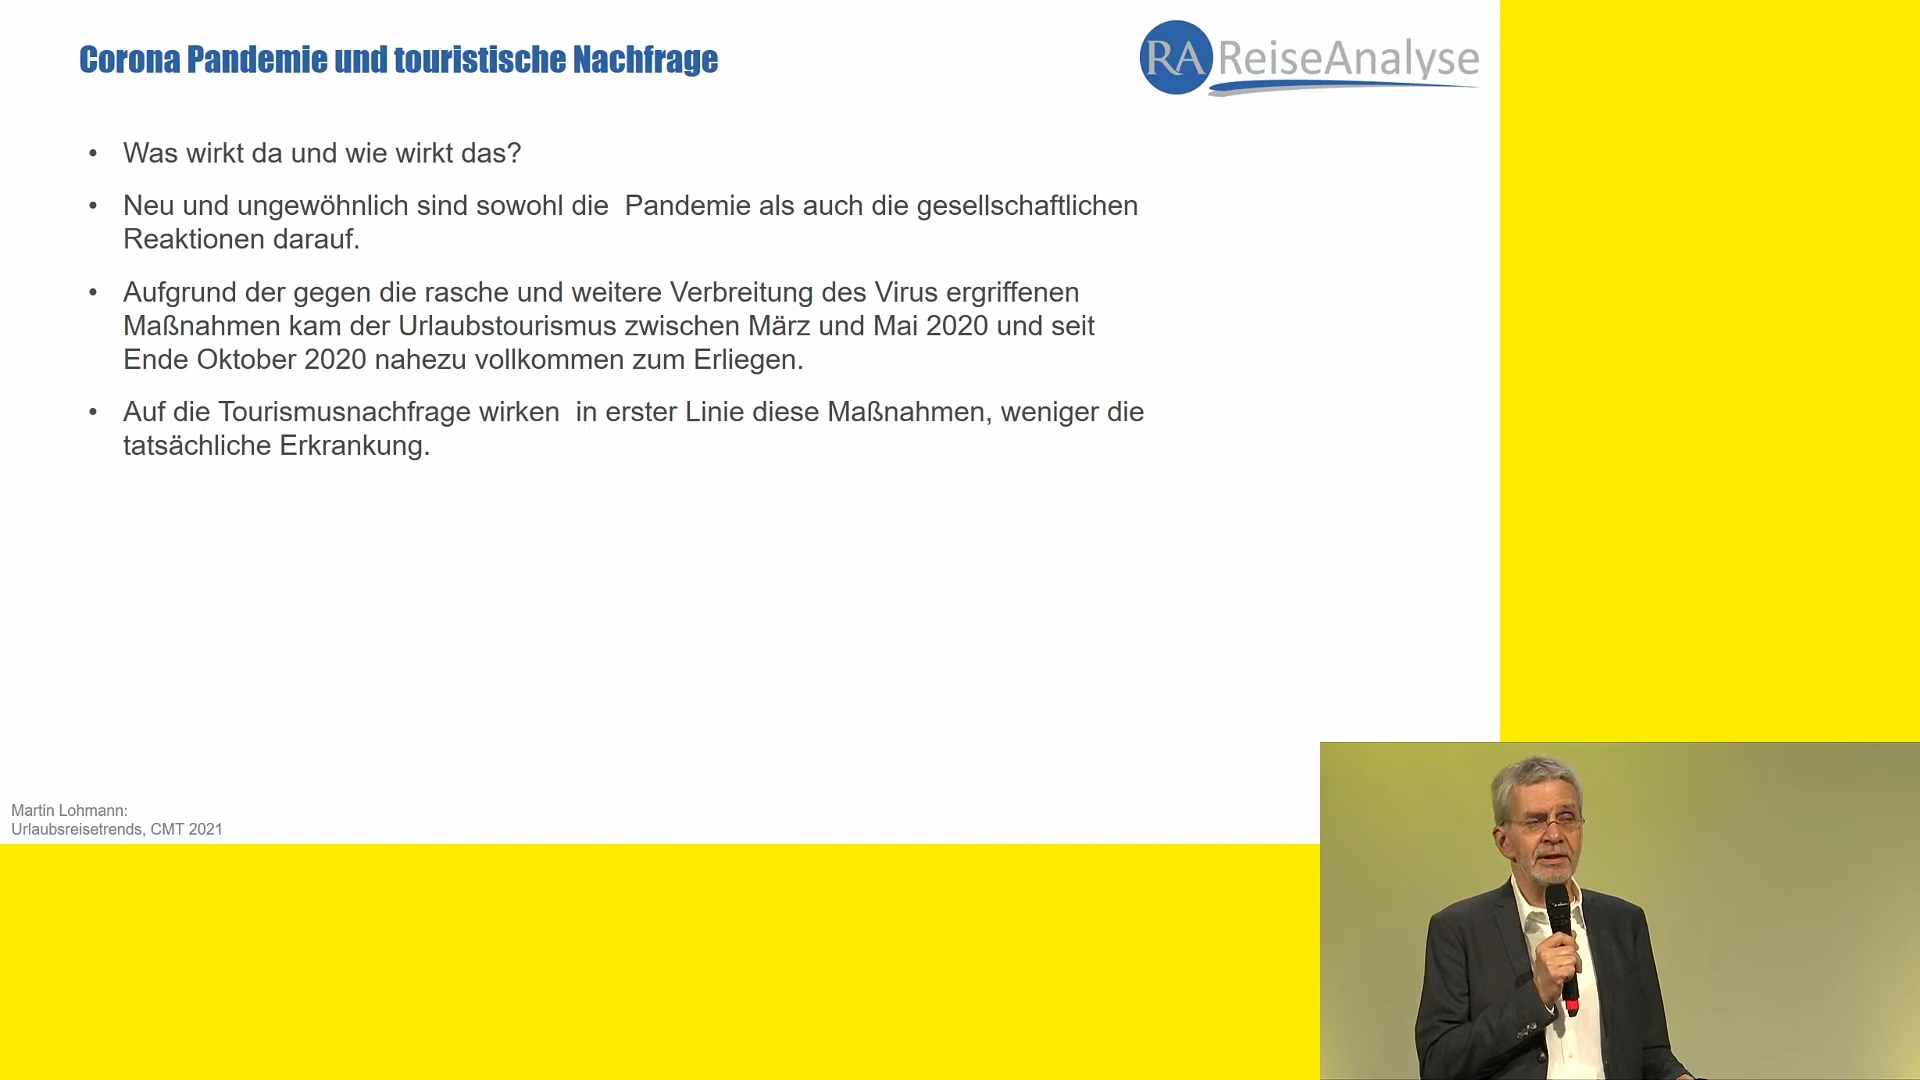 Corona Pandemie und touristische Nachfrage
RA ReiseAnalyse
• Was wirkt da und wie wirkt das?
• Neu und ungewöhnlich sind sowohl die  Pandemie als auch die gesellschaftlichen
Reaktionen darauf.
• Aufgrund der gegen die rasche und weitere Verbreitung des Virus ergriffenen
Maßnahmen kam der Urlaubstourismus zwischen März und Mai 2020 und seit
Ende Oktober 2020 nahezu vollkommen zum Erliegen.
• Auf die Tourismusnachfrage wirken  in erster Linie diese Maßnahmen, weniger die
tatsächliche Erkrankung.
Martin Lohmann:
Urlaubsreisetrends, CMT 2021